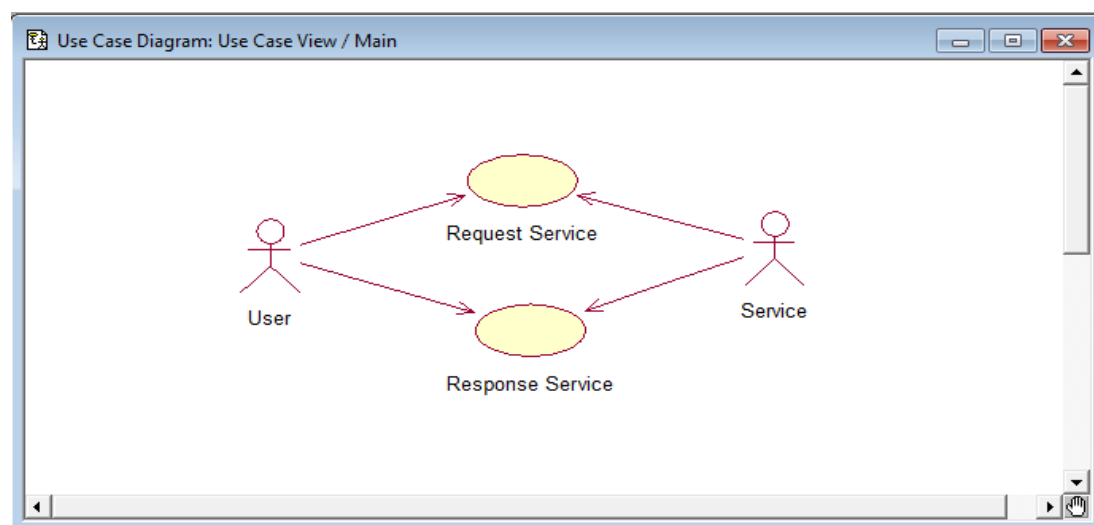 Use Case Diagram: Use Case View / Main
Request Service
User
Service
Response Service